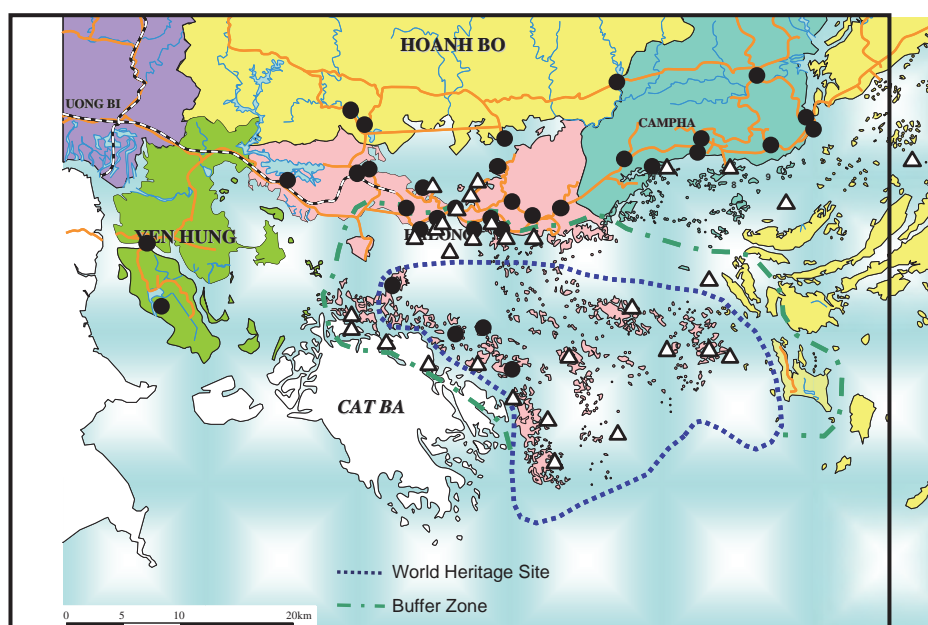 HOANH BO
UONG BI
CAMPHA
YEN HUNG
CAT BA
World Heritage Site
Buffer Zone
0 5 10 20km